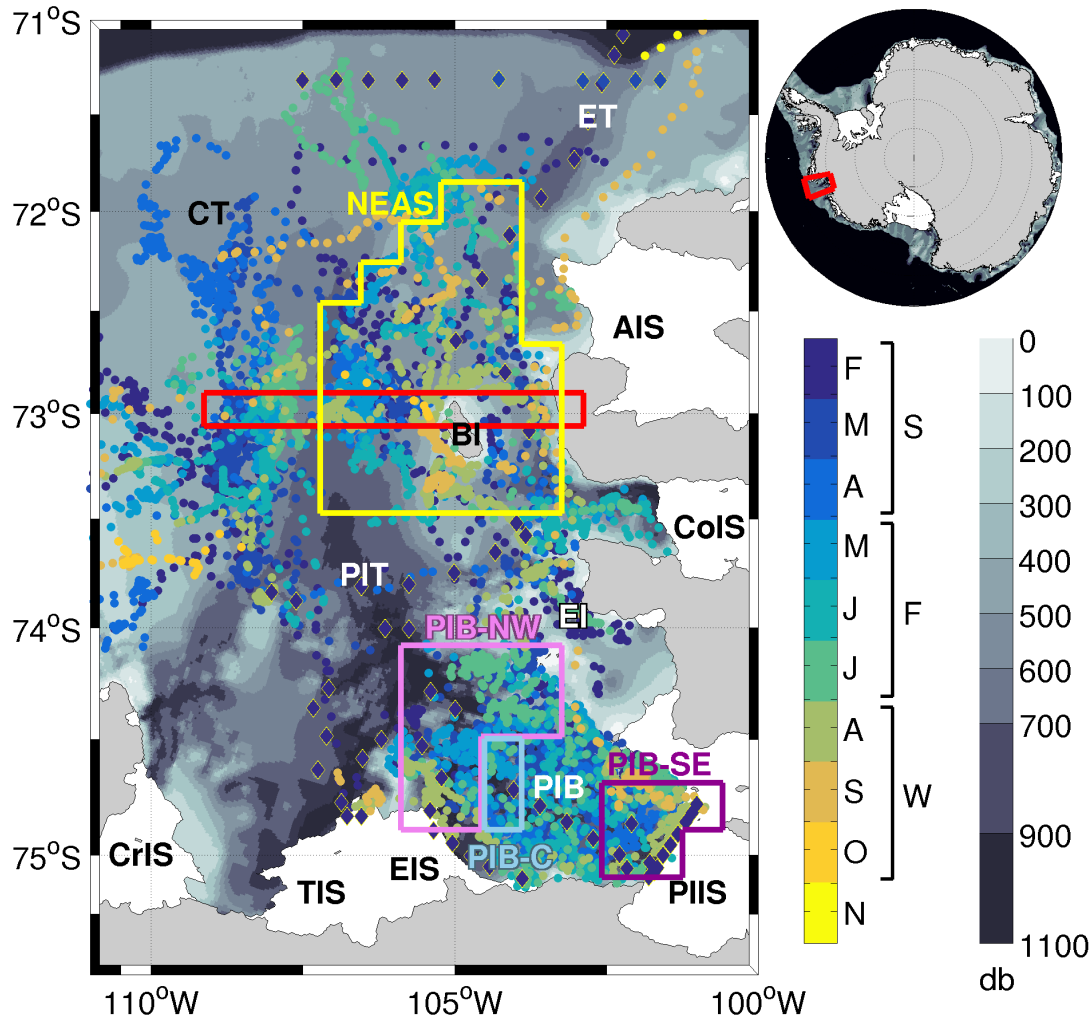 71°S
72°S
73°S
74°S
75°S
110°W
105°W
100°W
ET
CT
NEAS
AIS
BI
ColS
PIT
EI
PIB-NW
PIB
PIB-SE
PIB-C
CrIS
TIS
EIS
PIIS
F
M
A
M
J
J
A
S
O
N
S
F
W
0
100
200
300
400
500
600
700
900
1100
db